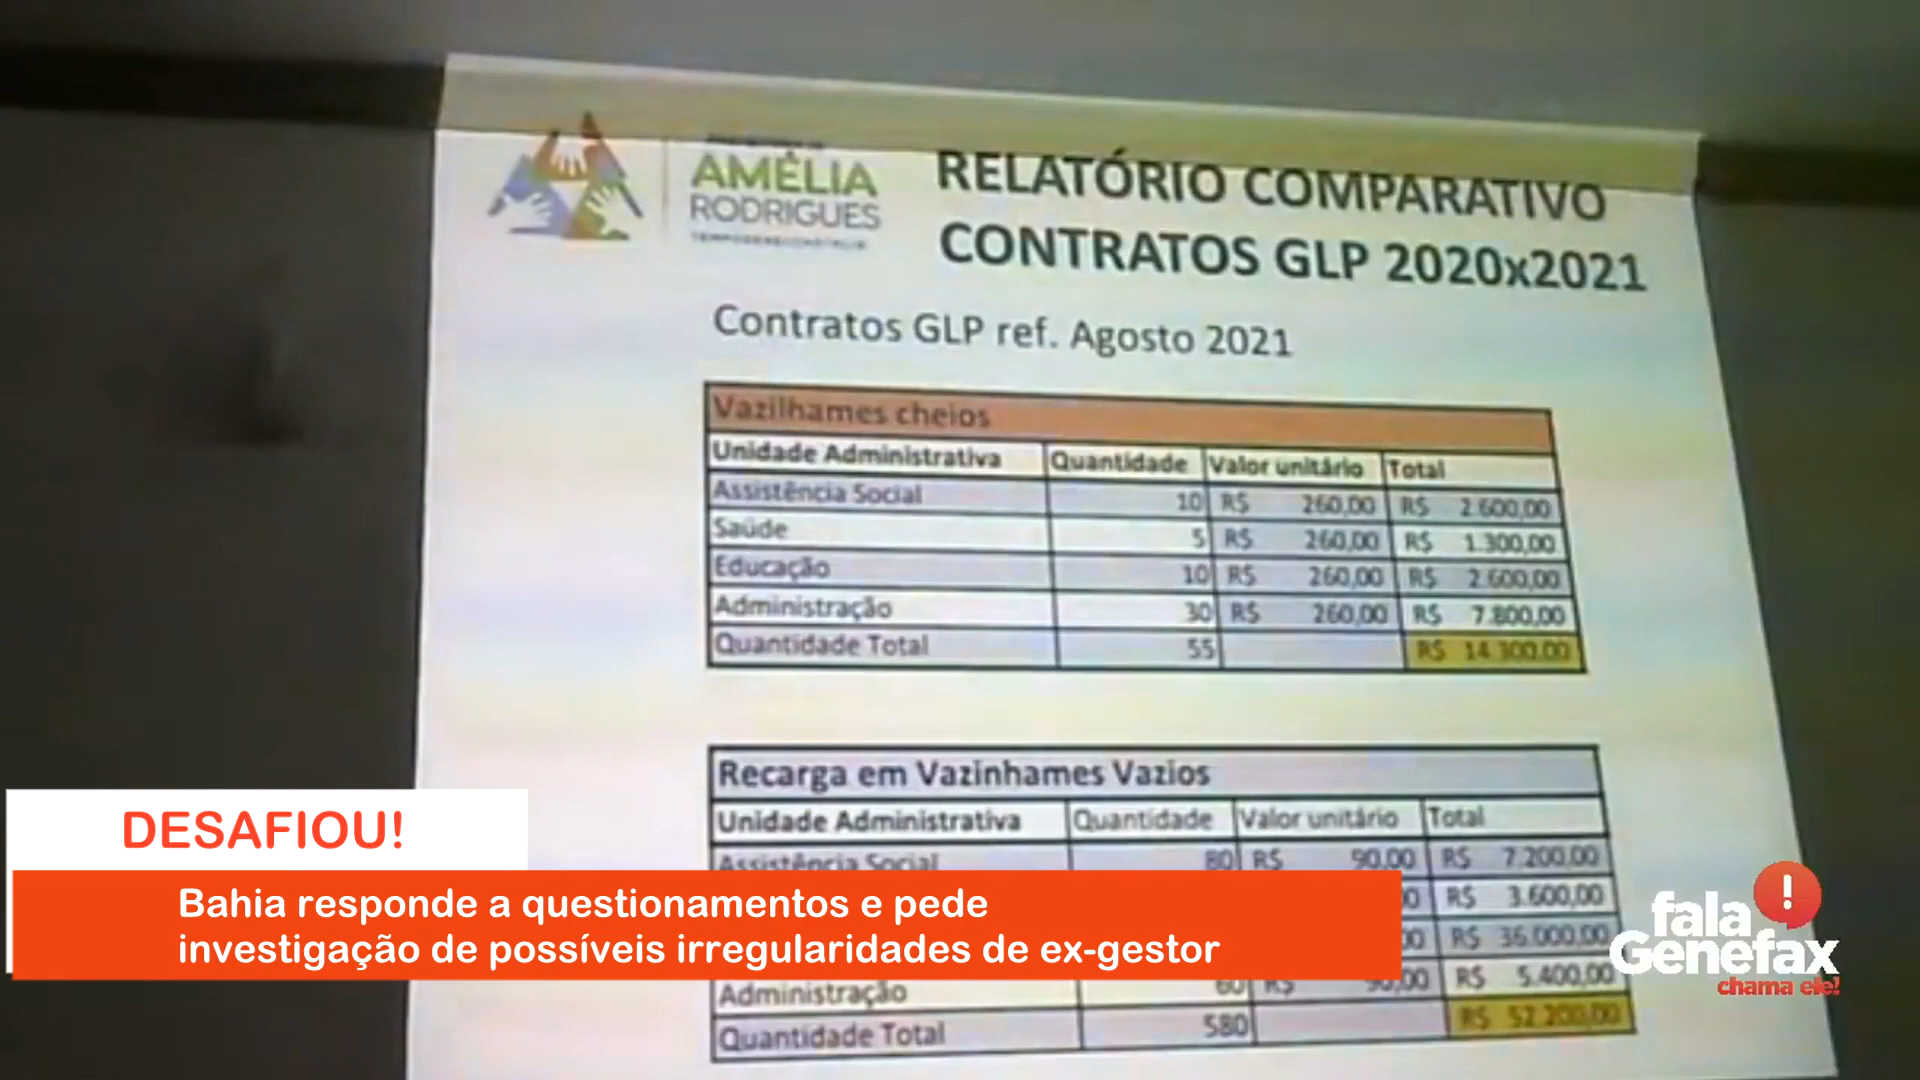 AMÉLIA
RODRIGUES
RELATÓRIO COMPARATIVO
CONTRATOS GLP 2020x2021
Contratos GLP ref. Agosto 2021
Vazilhames cheios
Unidade Administrativa Quantidade Valor unitário Total
Assistência Social 10 R$ 260,00 R$ 2.600,00
Saúde 5 R$ 260,00 R$ 1.300,00
Educação 10 R$ 260,00 R$ 2.600,00
Administração 30 R$ 260,00 R$ 7.800,00
Quantidade Total 55 R$ 14.300,00
Recarga em Vazinhames Vazios
Unidade Administrativa Quantidade Valor unitário Total
Assistência Social 80 R$ 90,00 R$ 7.200,00
R$ 3.600,00
R$ 36.000,00
Administração 60 R$ 90,00 R$ 5.400,00
Quantidade Total 580 R$ 52.200,00
DESAFIOU!
Bahia responde a questionamentos e pede
investigação de possíveis irregularidades de ex-gestor
fala
Genefax
chama ele!